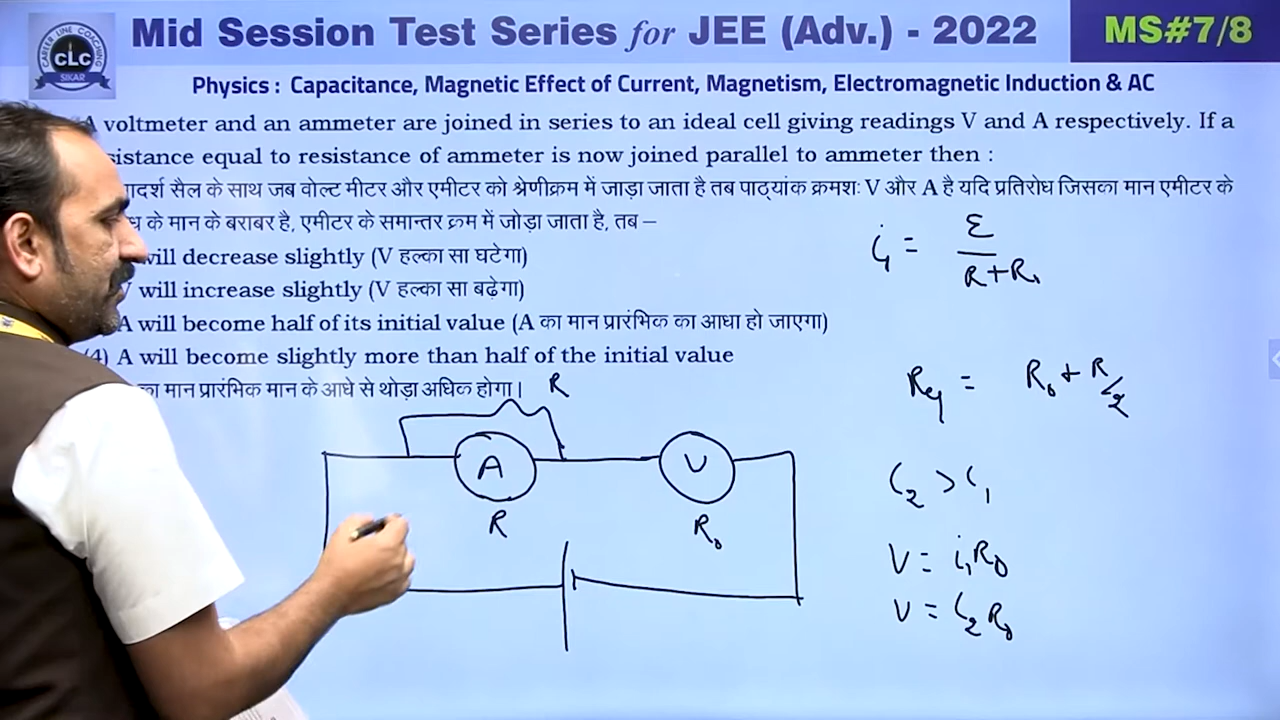 Mid Session Test Series for JEE (Adv.) - 2022
MS#7/8
CAREER LINE COACHING
CLC
SIKAR
Physics : Capacitance, Magnetic Effect of Current, Magnetism, Electromagnetic Induction & AC
A voltmeter and an ammeter are joined in series to an ideal cell giving readings V and A respectively. If a
sistance equal to resistance of ammeter is now joined parallel to ammeter then :
ादर्श सैल के साथ जब वोल्ट मीटर और एमीटर को श्रेणीक्रम में जाड़ा जाता है तब पाठ्यांक क्रमशः V और A है यदि प्रतिरोध जिसका मान एमीटर के
ध के मान के बराबर है, एमीटर के समान्तर क्रम में जोड़ा जाता है, तब –
will decrease slightly (V हल्का सा घटेगा)
V will increase slightly (V हल्का सा बढ़ेगा)
A will become half of its initial value (A का मान प्रारंभिक का आधा हो जाएगा)
(4) A will become slightly more than half of the initial value
का मान प्रारंभिक मान के आधे से थोड़ा अधिक होगा।
R
A
V
R
R₀
i₁ = ε / R+R₀
Req = R₀ + R/2
i₂ > i₁
V = i₁R₀
V = i₂R₀